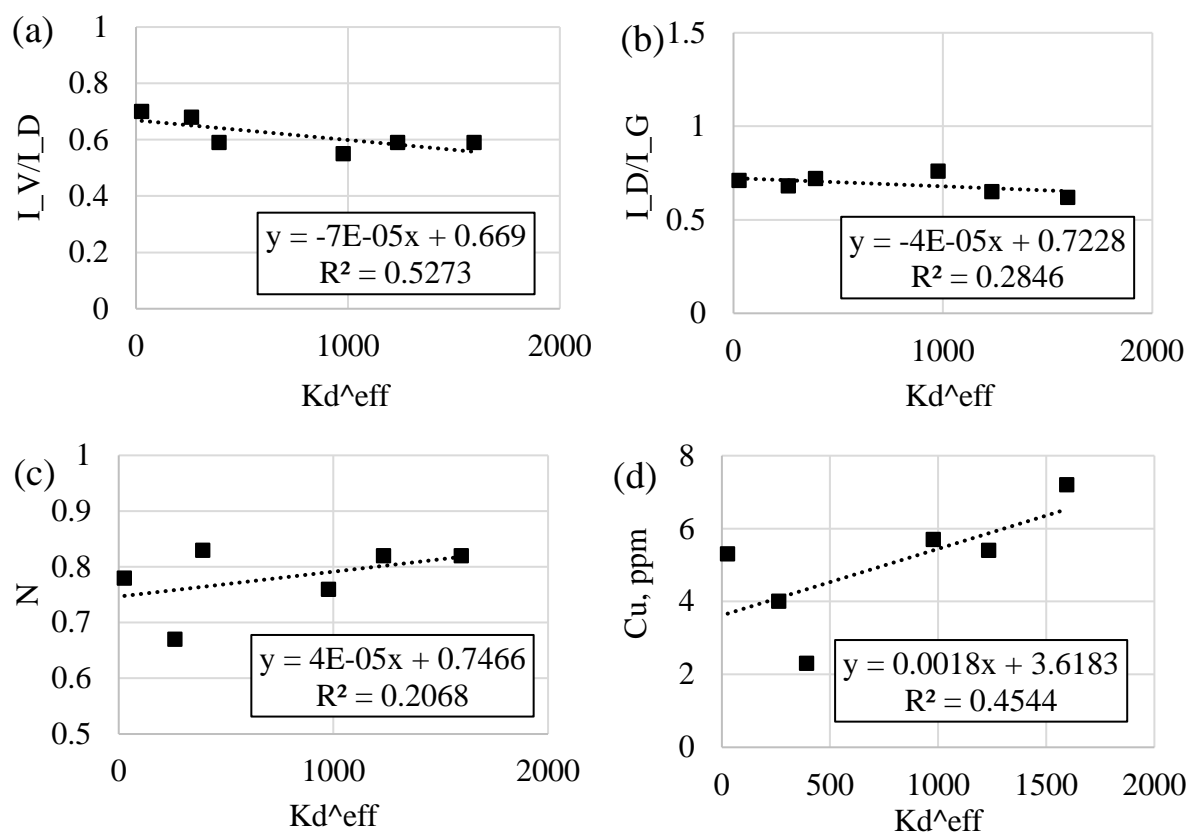 (a)
1
0.8
0.6
0.4
0.2
0
I_V/I_D
y = -7E-05x + 0.669
R² = 0.5273
0 1000 2000
Kd^eff
(b)
1.5
1
0.5
0
I_D/I_G
y = -4E-05x + 0.7228
R² = 0.2846
0 1000 2000
Kd^eff
(c)
1
0.9
0.8
0.7
0.6
0.5
N
y = 4E-05x + 0.7466
R² = 0.2068
0 1000 2000
Kd^eff
(d)
8
6
4
2
0
Cu, ppm
y = 0.0018x + 3.6183
R² = 0.4544
0 500 1000 1500 2000
Kd^eff